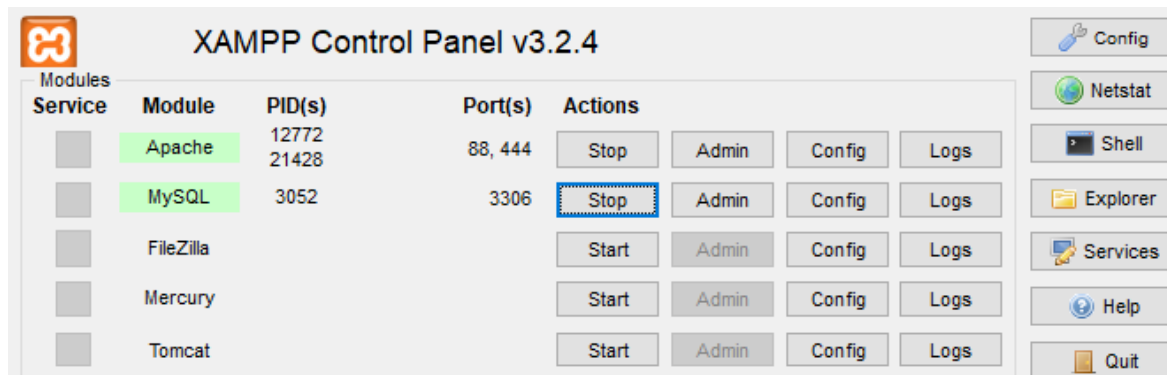 XAMPP Control Panel v3.2.4
Modules
Service Module PID(s) Port(s) Actions
Apache 12772 21428 88, 444 Stop Admin Config Logs
MySQL 3052 3306 Stop Admin Config Logs
FileZilla Start Admin Config Logs
Mercury Start Admin Config Logs
Tomcat Start Admin Config Logs
Config
Netstat
Shell
Explorer
Services
Help
Quit